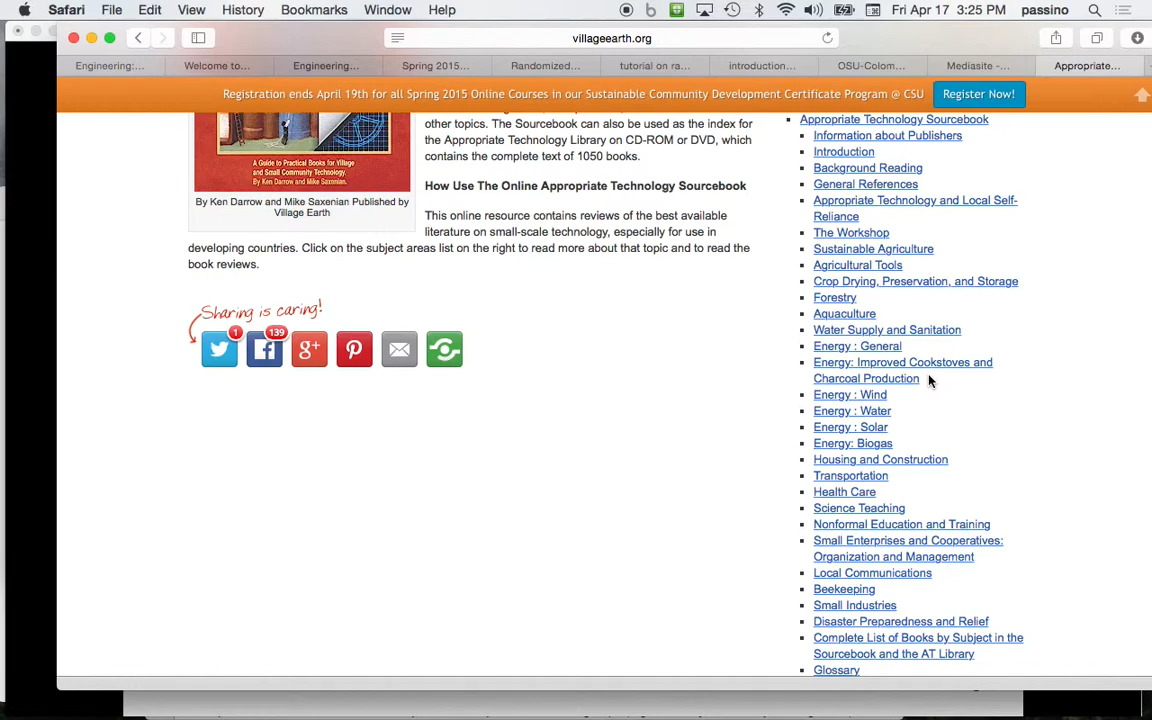 Safari File Edit View History Bookmarks Window Help Fri Apr 17 3:25 PM passino
villageearth.org
Engineering:... Welcome to... Engineering... Spring 2015... Randomized... tutorial on ra... introduction... OSU-Colom... Mediasite -... Appropriate...
Registration ends April 19th for all Spring 2015 Online Courses in our Sustainable Community Development Certificate Program @ CSU Register Now!
A Guide to Practical Books for Village
and Small Community Technology.
By Ken Darrow and Mike Saxenian
By Ken Darrow and Mike Saxenian Published by
Village Earth
other topics. The Sourcebook can also be used as the index for
the Appropriate Technology Library on CD-ROM or DVD, which
contains the complete text of 1050 books.
How Use The Online Appropriate Technology Sourcebook
This online resource contains reviews of the best available
literature on small-scale technology, especially for use in
developing countries. Click on the subject areas list on the right to read more about that topic and to read the
book reviews.
Sharing is caring!
1
139
Appropriate Technology Sourcebook
Information about Publishers
Introduction
Background Reading
General References
Appropriate Technology and Local Self-
Reliance
The Workshop
Sustainable Agriculture
Agricultural Tools
Crop Drying, Preservation, and Storage
Forestry
Aquaculture
Water Supply and Sanitation
Energy : General
Energy: Improved Cookstoves and
Charcoal Production
Energy : Wind
Energy : Water
Energy : Solar
Energy: Biogas
Housing and Construction
Transportation
Health Care
Science Teaching
Nonformal Education and Training
Small Enterprises and Cooperatives:
Organization and Management
Local Communications
Beekeeping
Small Industries
Disaster Preparedness and Relief
Complete List of Books by Subject in the
Sourcebook and the AT Library
Glossary